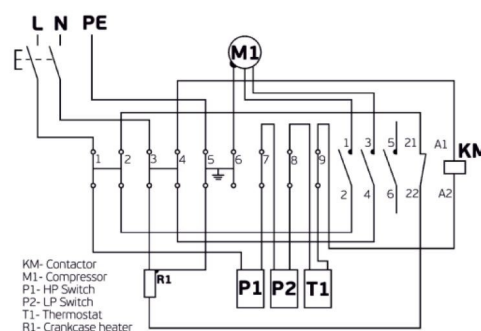 L N PE
M1
1 3 5 21 A1
KM
1 2 3 4 5 6 7 8 9
2 4 6 22 A2
R1
P1 P2 T1
KM- Contactor
M1- Compressor
P1- HP Switch
P2- LP Switch
T1- Thermostat
R1- Crankcase heater